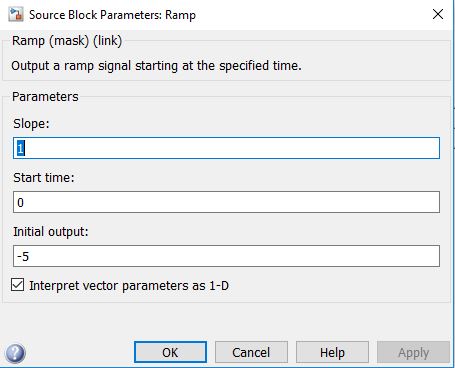 Source Block Parameters: Ramp
Ramp (mask) (link)
Output a ramp signal starting at the specified time.
Parameters
Slope:
1
Start time:
0
Initial output:
-5
Interpret vector parameters as 1-D
? OK Cancel Help Apply